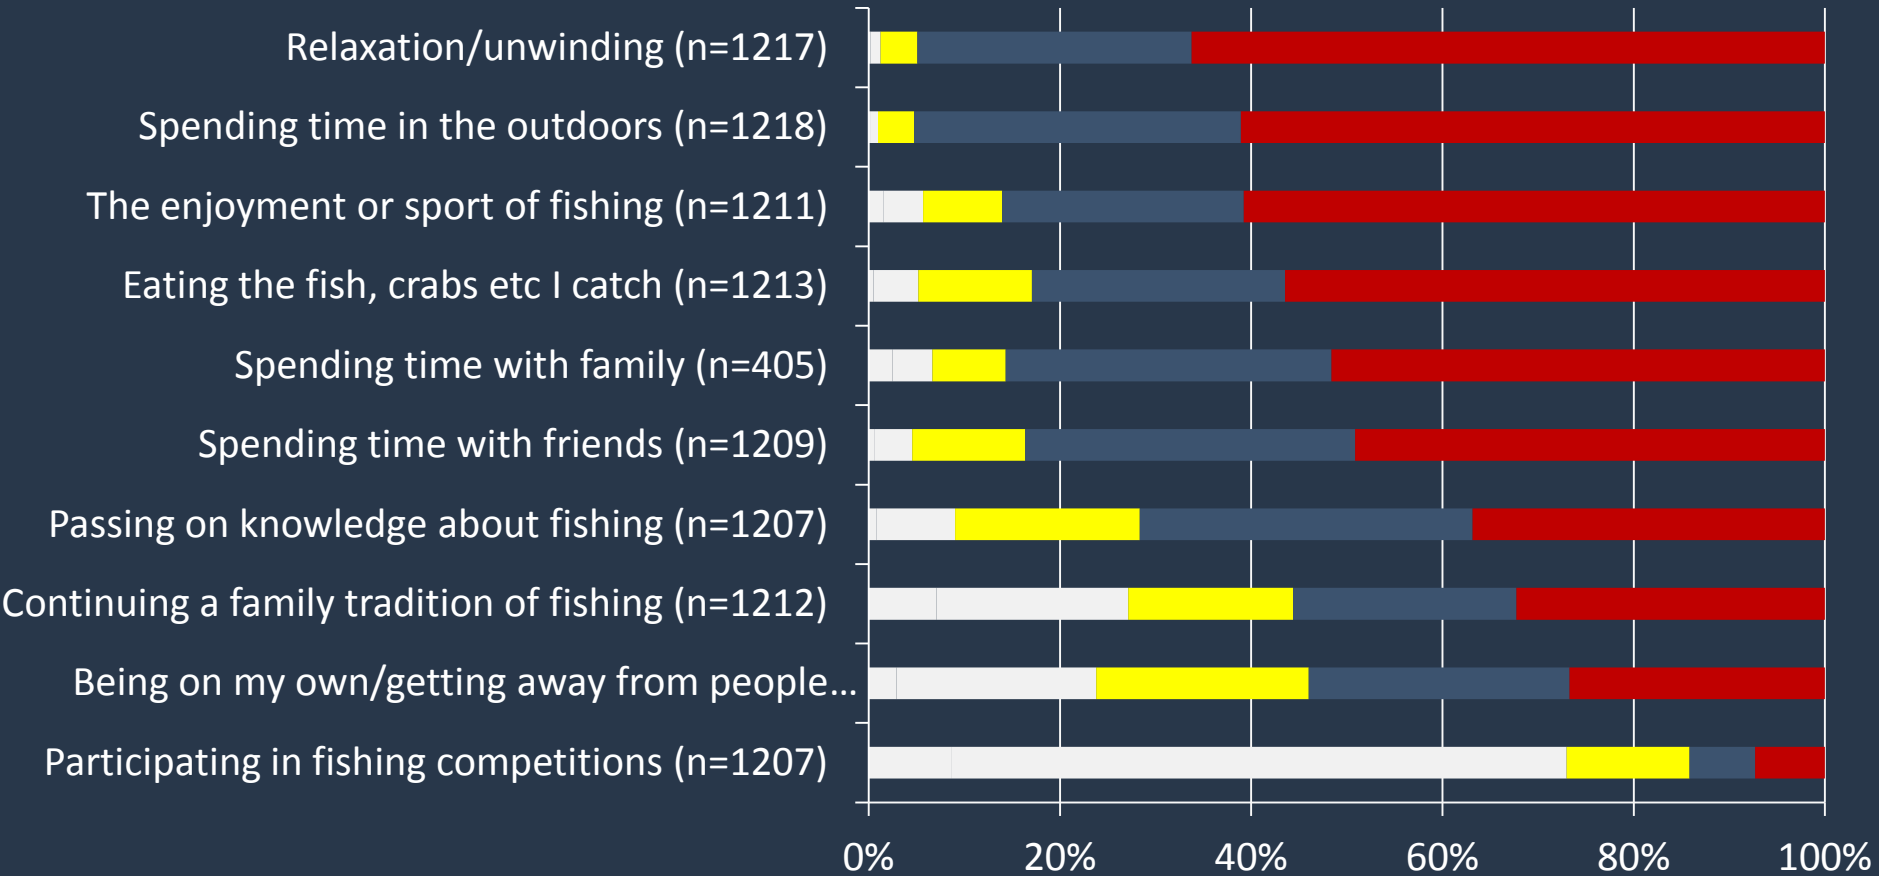 Relaxation/unwinding (n=1217)
Spending time in the outdoors (n=1218)
The enjoyment or sport of fishing (n=1211)
Eating the fish, crabs etc I catch (n=1213)
Spending time with family (n=405)
Spending time with friends (n=1209)
Passing on knowledge about fishing (n=1207)
Continuing a family tradition of fishing (n=1212)
Being on my own/getting away from people…
Participating in fishing competitions (n=1207)
0% 20% 40% 60% 80% 100%